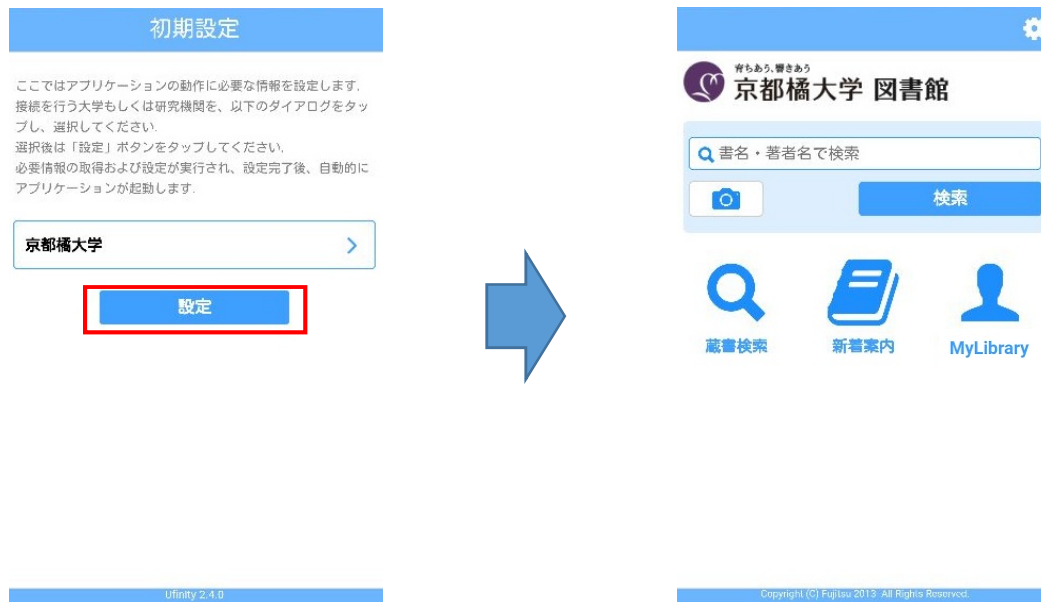 初期設定
ここではアプリケーションの動作に必要な情報を設定します.
接続を行う大学もしくは研究機関を、以下のダイアログをタッ
プし、選択してください.
選択後は「設定」ボタンをタップしてください.
必要情報の取得および設定が実行され、設定完了後、自動的に
アプリケーションが起動します.
京都橘大学
設定
Ufinity 2.4.0
育ちあう、響きあう
京都橘大学 図書館
書名・著者名で検索
検索
蔵書検索
新着案内
MyLibrary
Copyright (C) Fujitsu 2013 All Rights Reserved.